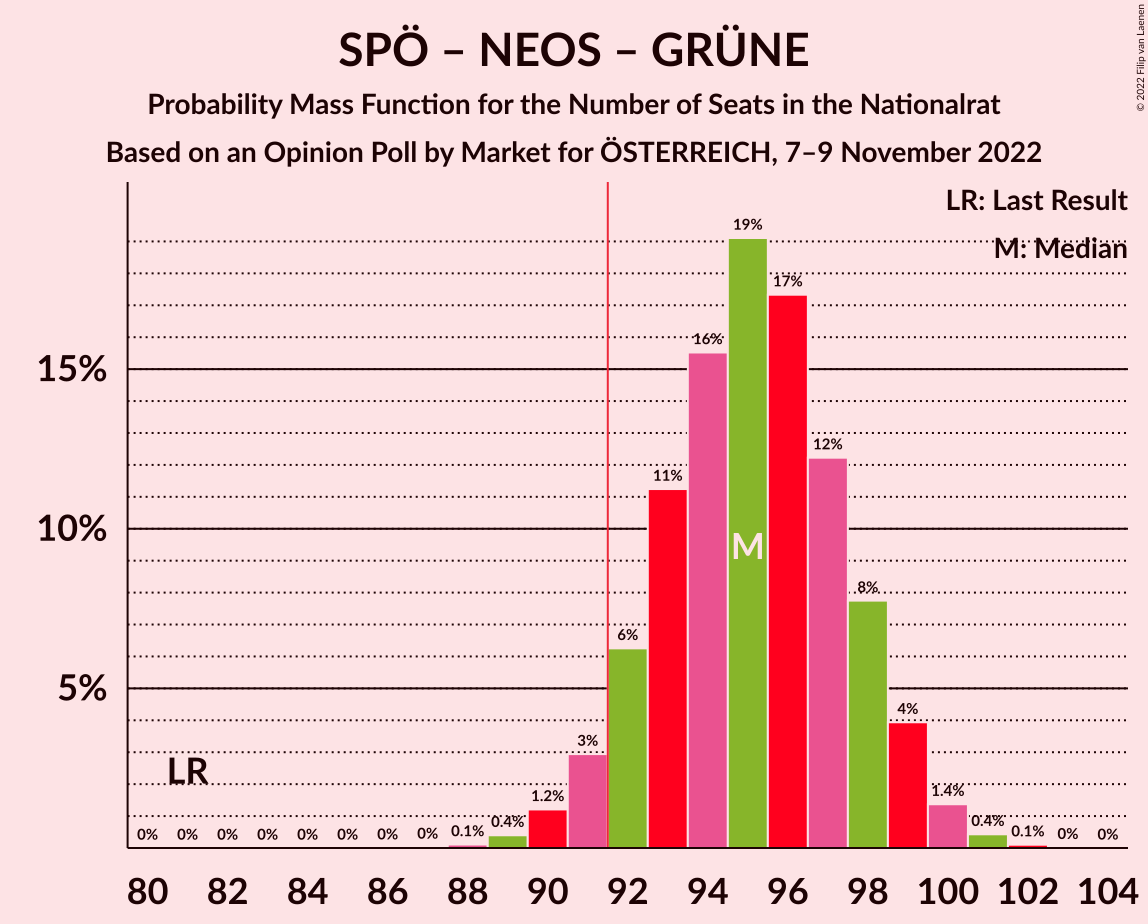 SPÖ – NEOS – GRÜNE
Probability Mass Function for the Number of Seats in the Nationalrat
Based on an Opinion Poll by Market for ÖSTERREICH, 7–9 November 2022
© 2022 Filip van Laenen
LR: Last Result
M: Median
19%
17%
16%
15%
12%
11%
10%
M
8%
6%
5%
4%
3%
LR
1.2%
1.4%
0% 0% 0% 0% 0% 0% 0% 0% 0.1% 0.4% 0.4% 0.1% 0% 0%
80 82 84 86 88 90 92 94 96 98 100 102 104